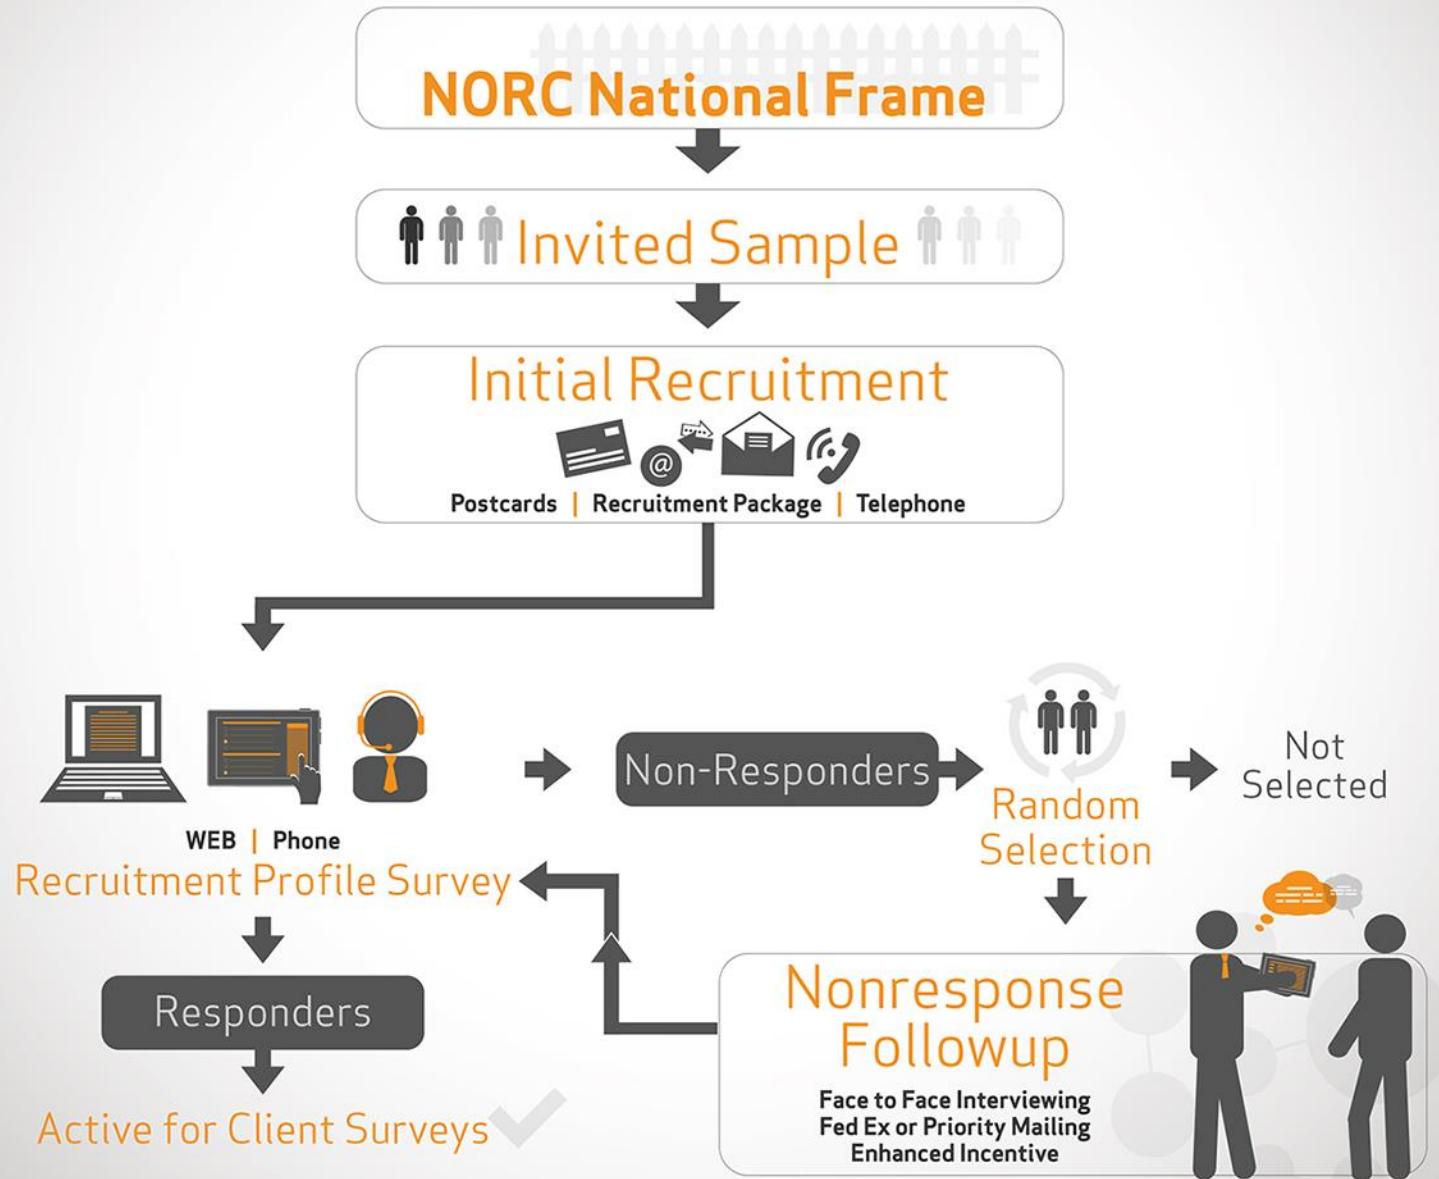 NORC National Frame
Invited Sample
Initial Recruitment
@
Postcards | Recruitment Package | Telephone
WEB | Phone
Recruitment Profile Survey
Non-Responders
Random
Selection
Not
Selected
Responders
Active for Client Surveys
Nonresponse
Followup
Face to Face Interviewing
Fed Ex or Priority Mailing
Enhanced Incentive